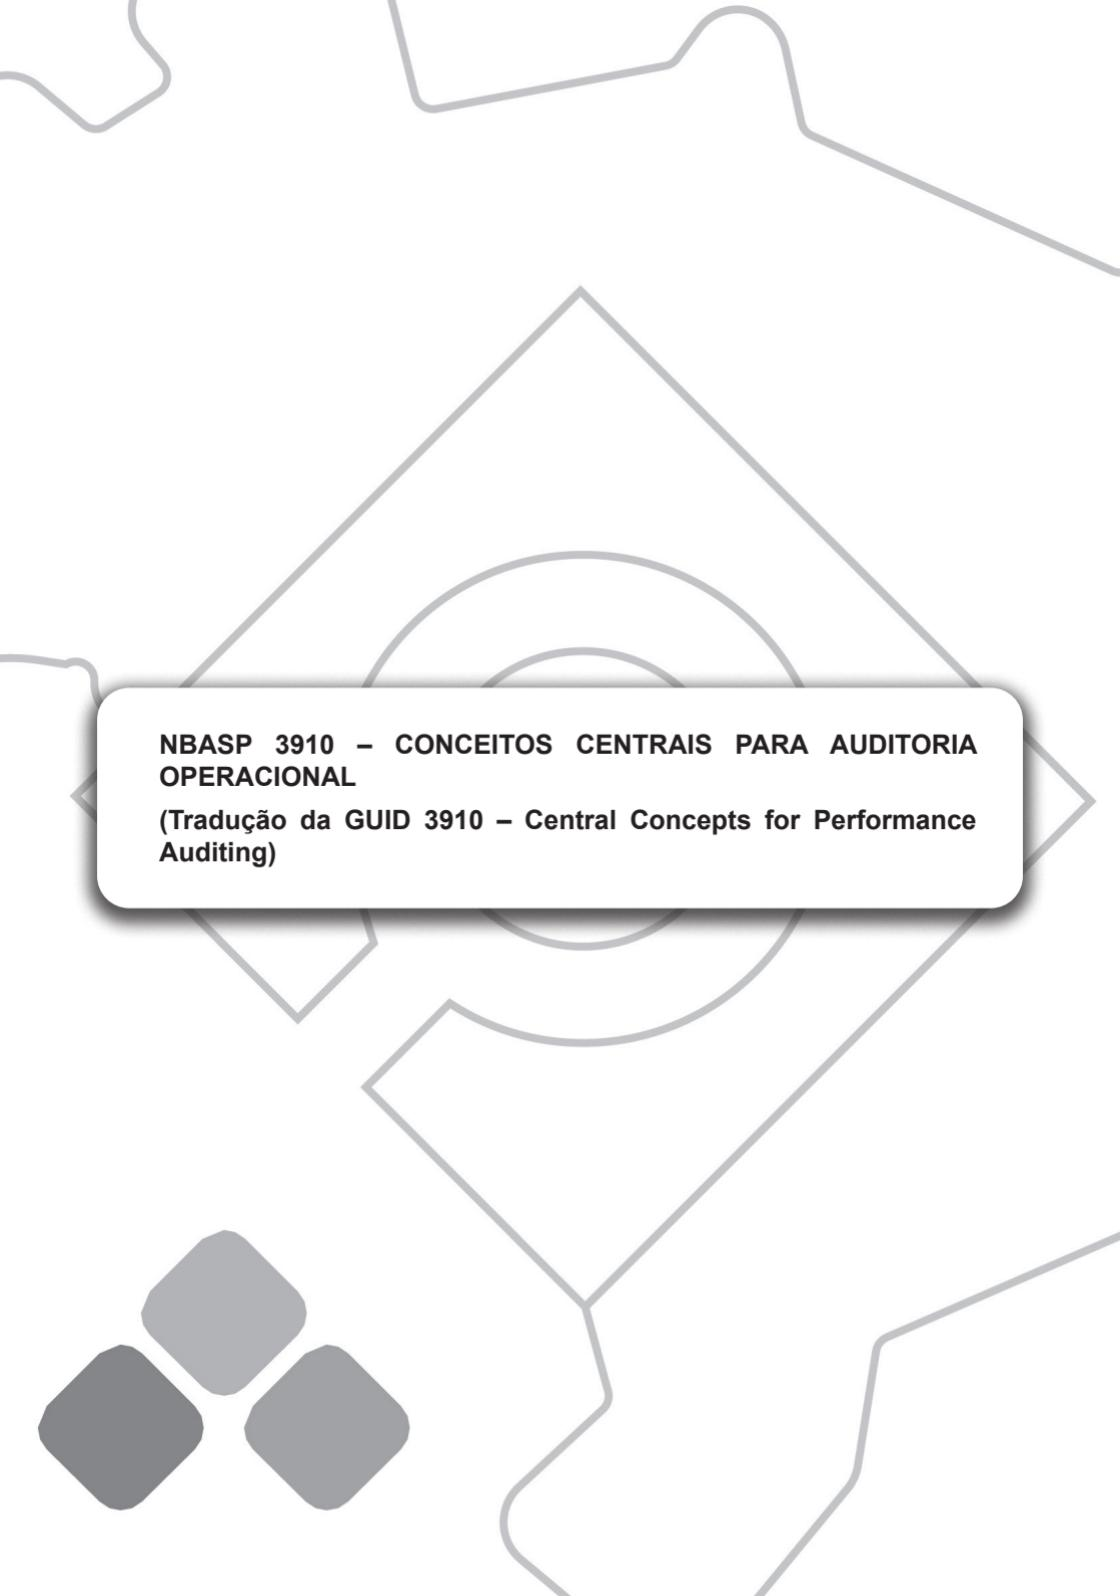 NBASP 3910 – CONCEITOS CENTRAIS PARA AUDITORIA
OPERACIONAL
(Tradução da GUID 3910 – Central Concepts for Performance
Auditing)